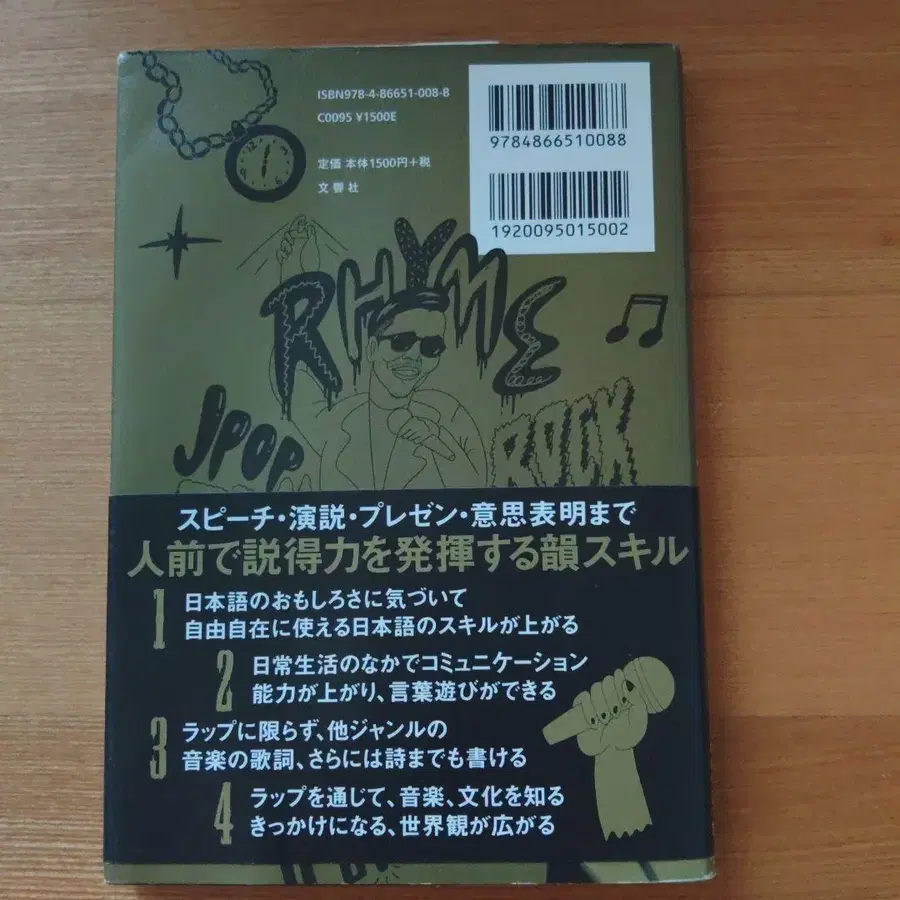 ISBN978-4-86651-008-8
C0095 ¥1500E
定価 本体1500円+税
文響社
9784866510088
1920095015002
RHYME
JPOP
ROCK
スピーチ・演説・プレゼン・意思表明まで
人前で説得力を発揮する韻スキル
1 日本語のおもしろさに気づいて
自由自在に使える日本語のスキルが上がる
2 日常生活のなかでコミュニケーション
能力が上がり、言葉遊びができる
3 ラップに限らず、他ジャンルの
音楽の歌詞、さらには詩までも書ける
4 ラップを通じて、音楽、文化を知る
きっかけになる、世界観が広がる